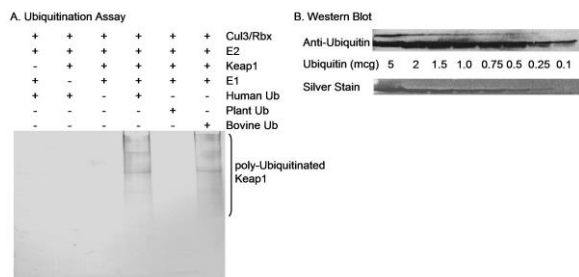 A. Ubiquitination Assay
+ + + + + + Cul3/Rbx
+ + + + + + E2
- + + + + + Keap1
+ - + + + + E1
+ + - + - - Human Ub
- - - - + - Plant Ub
- - - - - + Bovine Ub
poly-Ubiquitinated
Keap1
B. Western Blot
Anti-Ubiquitin
Ubiquitin (mcg) 5 2 1.5 1.0 0.75 0.5 0.25 0.1
Silver Stain